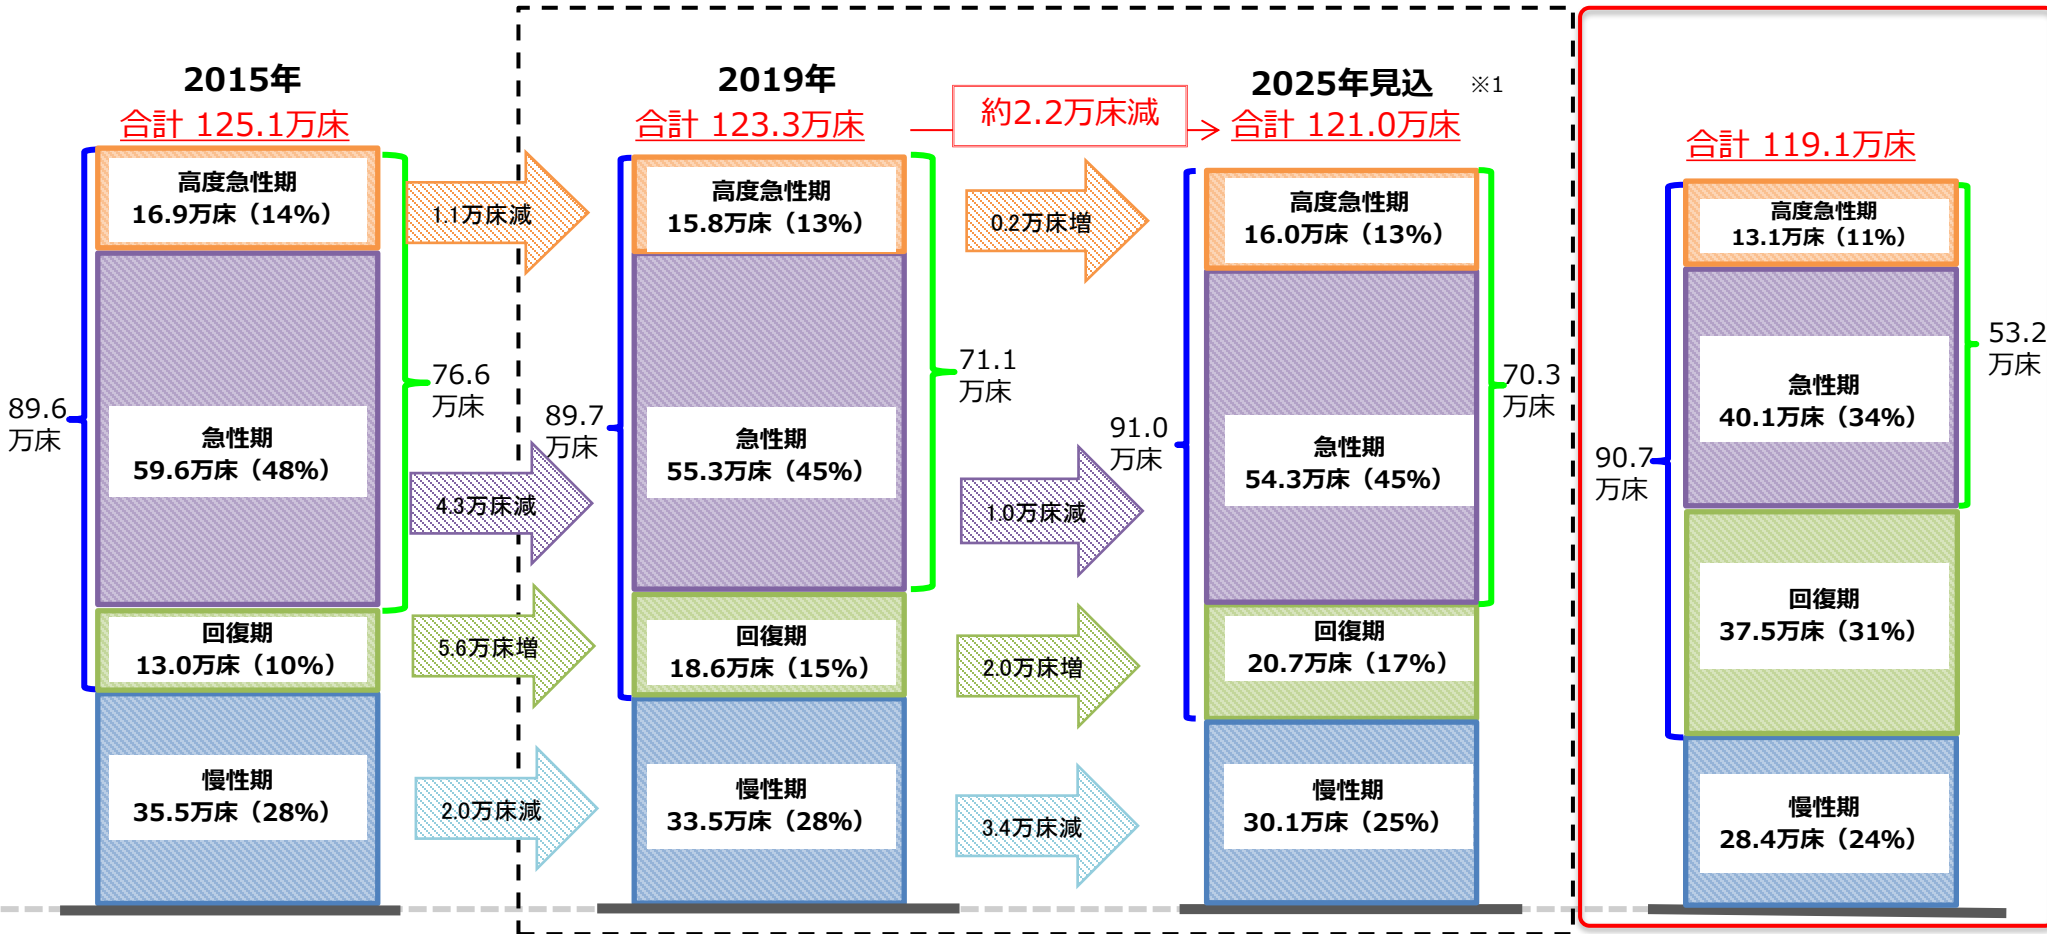 2015年
合計 125.1万床
高度急性期
16.9万床（14%）
急性期
59.6万床（48%）
回復期
13.0万床（10%）
慢性期
35.5万床（28%）
89.6
万床
76.6
万床
1.1万床減
4.3万床減
5.6万床増
2.0万床減
2019年
合計 123.3万床
高度急性期
15.8万床（13%）
急性期
55.3万床（45%）
回復期
18.6万床（15%）
慢性期
33.5万床（28%）
89.7
万床
71.1
万床
約2.2万床減
0.2万床増
1.0万床減
2.0万床増
3.4万床減
2025年見込 ※1
合計 121.0万床
高度急性期
16.0万床（13%）
急性期
54.3万床（45%）
回復期
20.7万床（17%）
慢性期
30.1万床（25%）
91.0
万床
70.3
万床
合計 119.1万床
高度急性期
13.1万床（11%）
急性期
40.1万床（34%）
回復期
37.5万床（31%）
慢性期
28.4万床（24%）
90.7
万床
53.2
万床